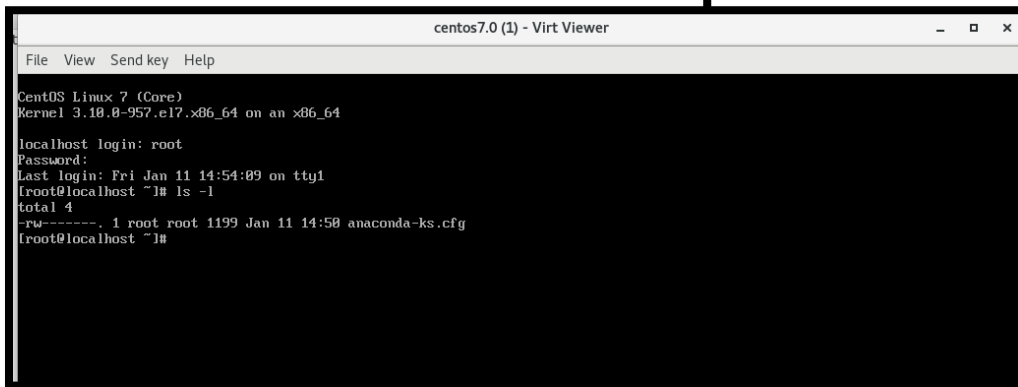 centos7.0 (1) - Virt Viewer
File View Send key Help
CentOS Linux 7 (Core)
Kernel 3.10.0-957.el7.x86_64 on an x86_64
localhost login: root
Password:
Last login: Fri Jan 11 14:54:09 on tty1
[root@localhost ~]# ls -l
total 4
-rw-------. 1 root root 1199 Jan 11 14:50 anaconda-ks.cfg
[root@localhost ~]#